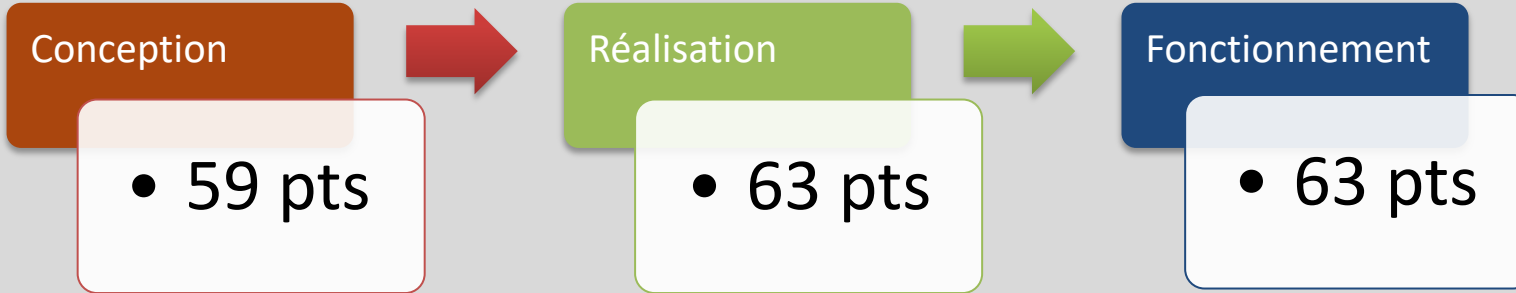 Conception
• 59 pts
Réalisation
• 63 pts
Fonctionnement
• 63 pts